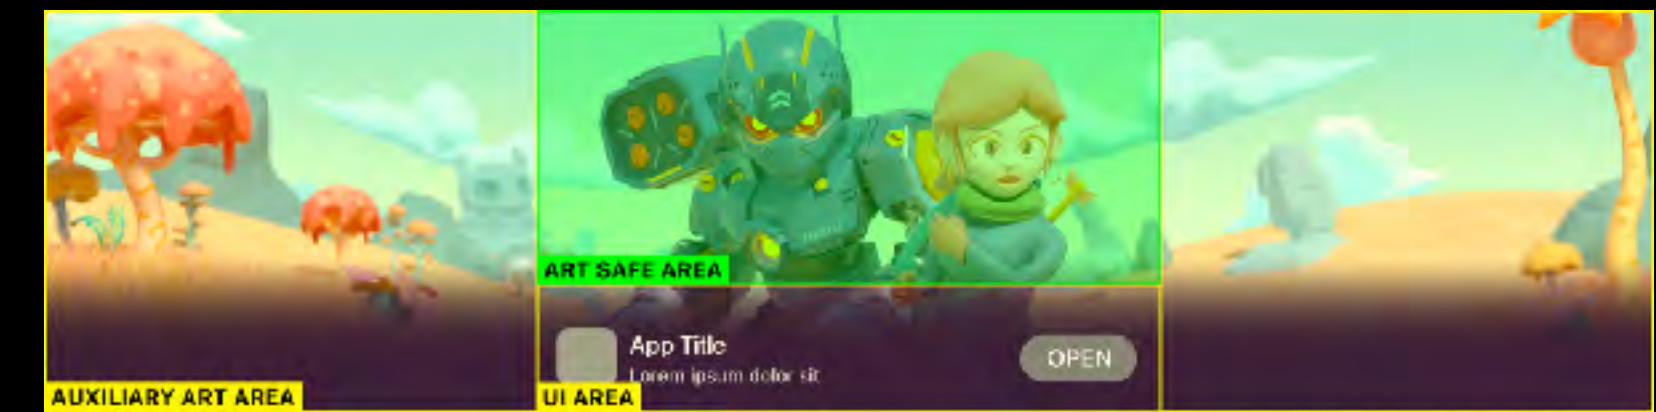 ART SAFE AREA
App Title
OPEN
Lorem ipsum dolor sit
AUXILIARY ART AREA
UI AREA